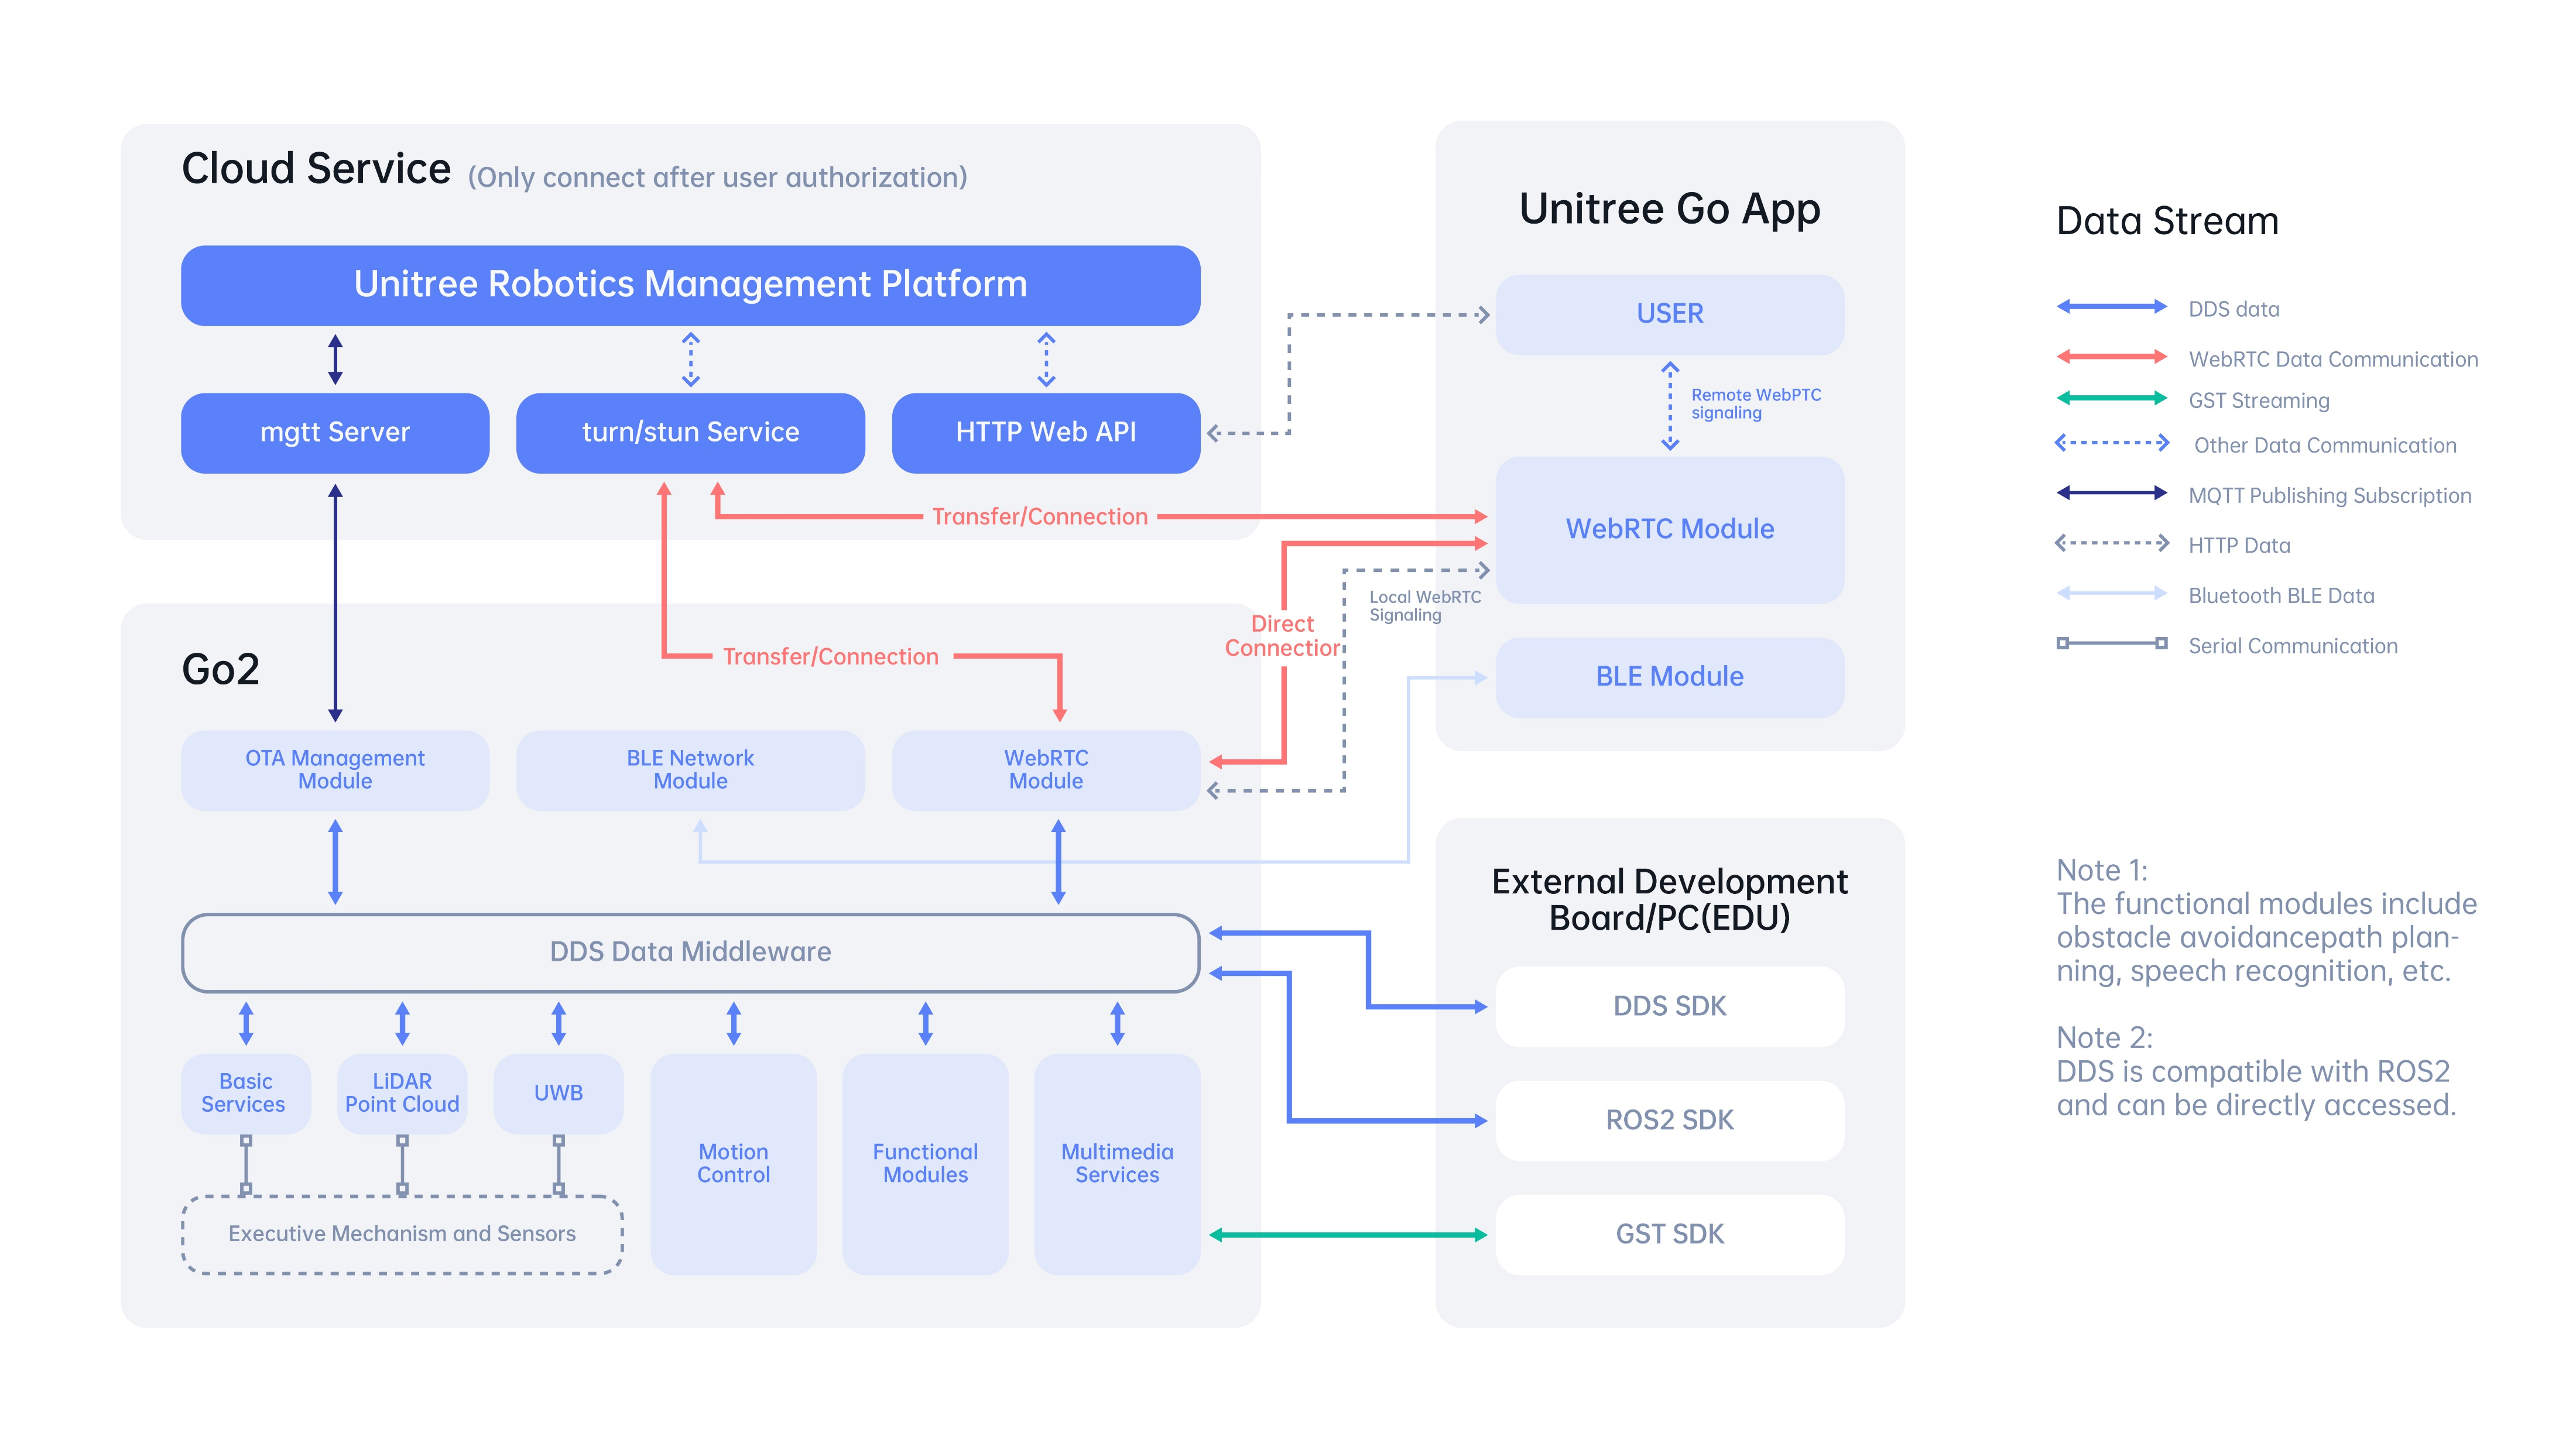 Cloud Service (Only connect after user authorization)
Unitree Robotics Management Platform
mgtt Server
turn/stun Service
HTTP Web API
Transfer/Connection
Go2
Transfer/Connection
OTA Management
Module
BLE Network
Module
WebRTC
Module
DDS Data Middleware
Basic
Services
LiDAR
Point Cloud
UWB
Motion
Control
Functional
Modules
Multimedia
Services
Executive Mechanism and Sensors
Direct
Connection
Local WebRTC
Signaling
Unitree Go App
USER
Remote WebPTC
signaling
WebRTC Module
BLE Module
External Development
Board/PC(EDU)
DDS SDK
ROS2 SDK
GST SDK
Data Stream
DDS data
WebRTC Data Communication
GST Streaming
Other Data Communication
MQTT Publishing Subscription
HTTP Data
Bluetooth BLE Data
Serial Communication
Note 1:
The functional modules include
obstacle avoidancepath plan-
ning, speech recognition, etc.
Note 2:
DDS is compatible with ROS2
and can be directly accessed.